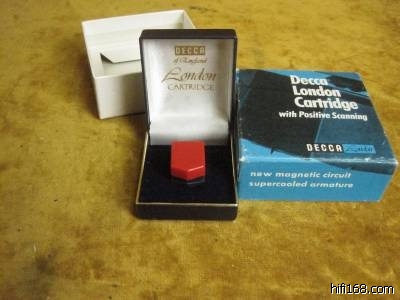 DECCA
of England
London
CARTRIDGE
Decca
London
Cartridge
with Positive Scanning
DECCA
new magnetic circuit
supercooled armature
hifi168.com